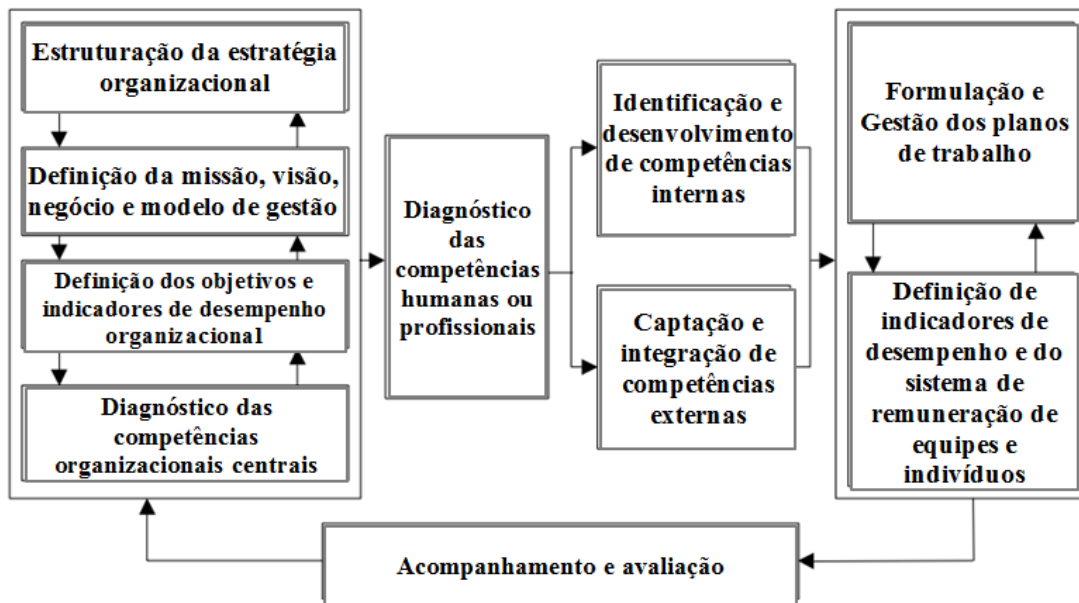 Estruturação da estratégia
organizacional
Definição da missão, visão,
negócio e modelo de gestão
Definição dos objetivos e
indicadores de desempenho
organizacional
Diagnóstico das
competências
organizacionais centrais
Diagnóstico
das
competências
humanas ou
profissionais
Identificação e
desenvolvimento
de competências
internas
Captação e
integração de
competências
externas
Formulação e
Gestão dos planos
de trabalho
Definição de
indicadores de
desempenho e do
sistema de
remuneração de
equipes e
indivíduos
Acompanhamento e avaliação